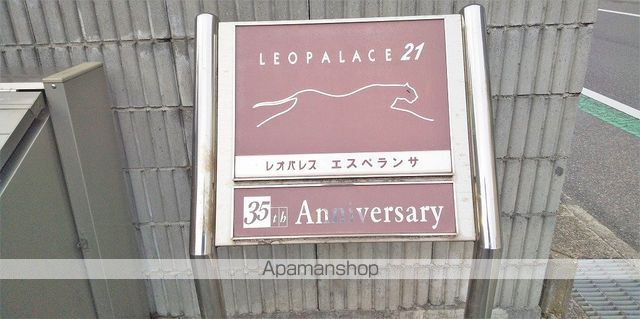 LEOPALACE 21
レオパレス エスペランサ
35th Anniversary
Apamanshop